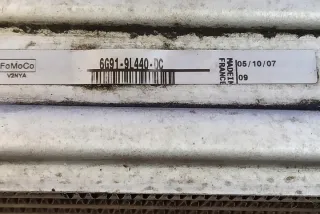 FoMoCo
V3NYA
6G91-9L440-DC
MADE IN
FRANCE
05/10/07
09